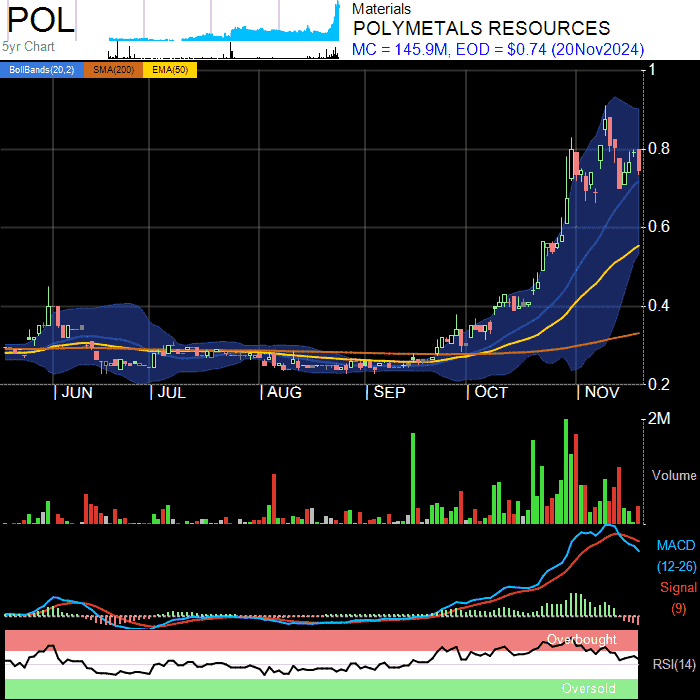 POL
5yr Chart
Materials
POLYMETALS RESOURCES
MC = 145.9M, EOD = $0.74 (20Nov2024)
BollBands(20,2) SMA(200) EMA(50)
1
0.8
0.6
0.4
0.2
JUN JUL AUG SEP OCT NOV
2M
Volume
MACD
(12-26)
Signal
(9)
Overbought
RSI(14)
Oversold